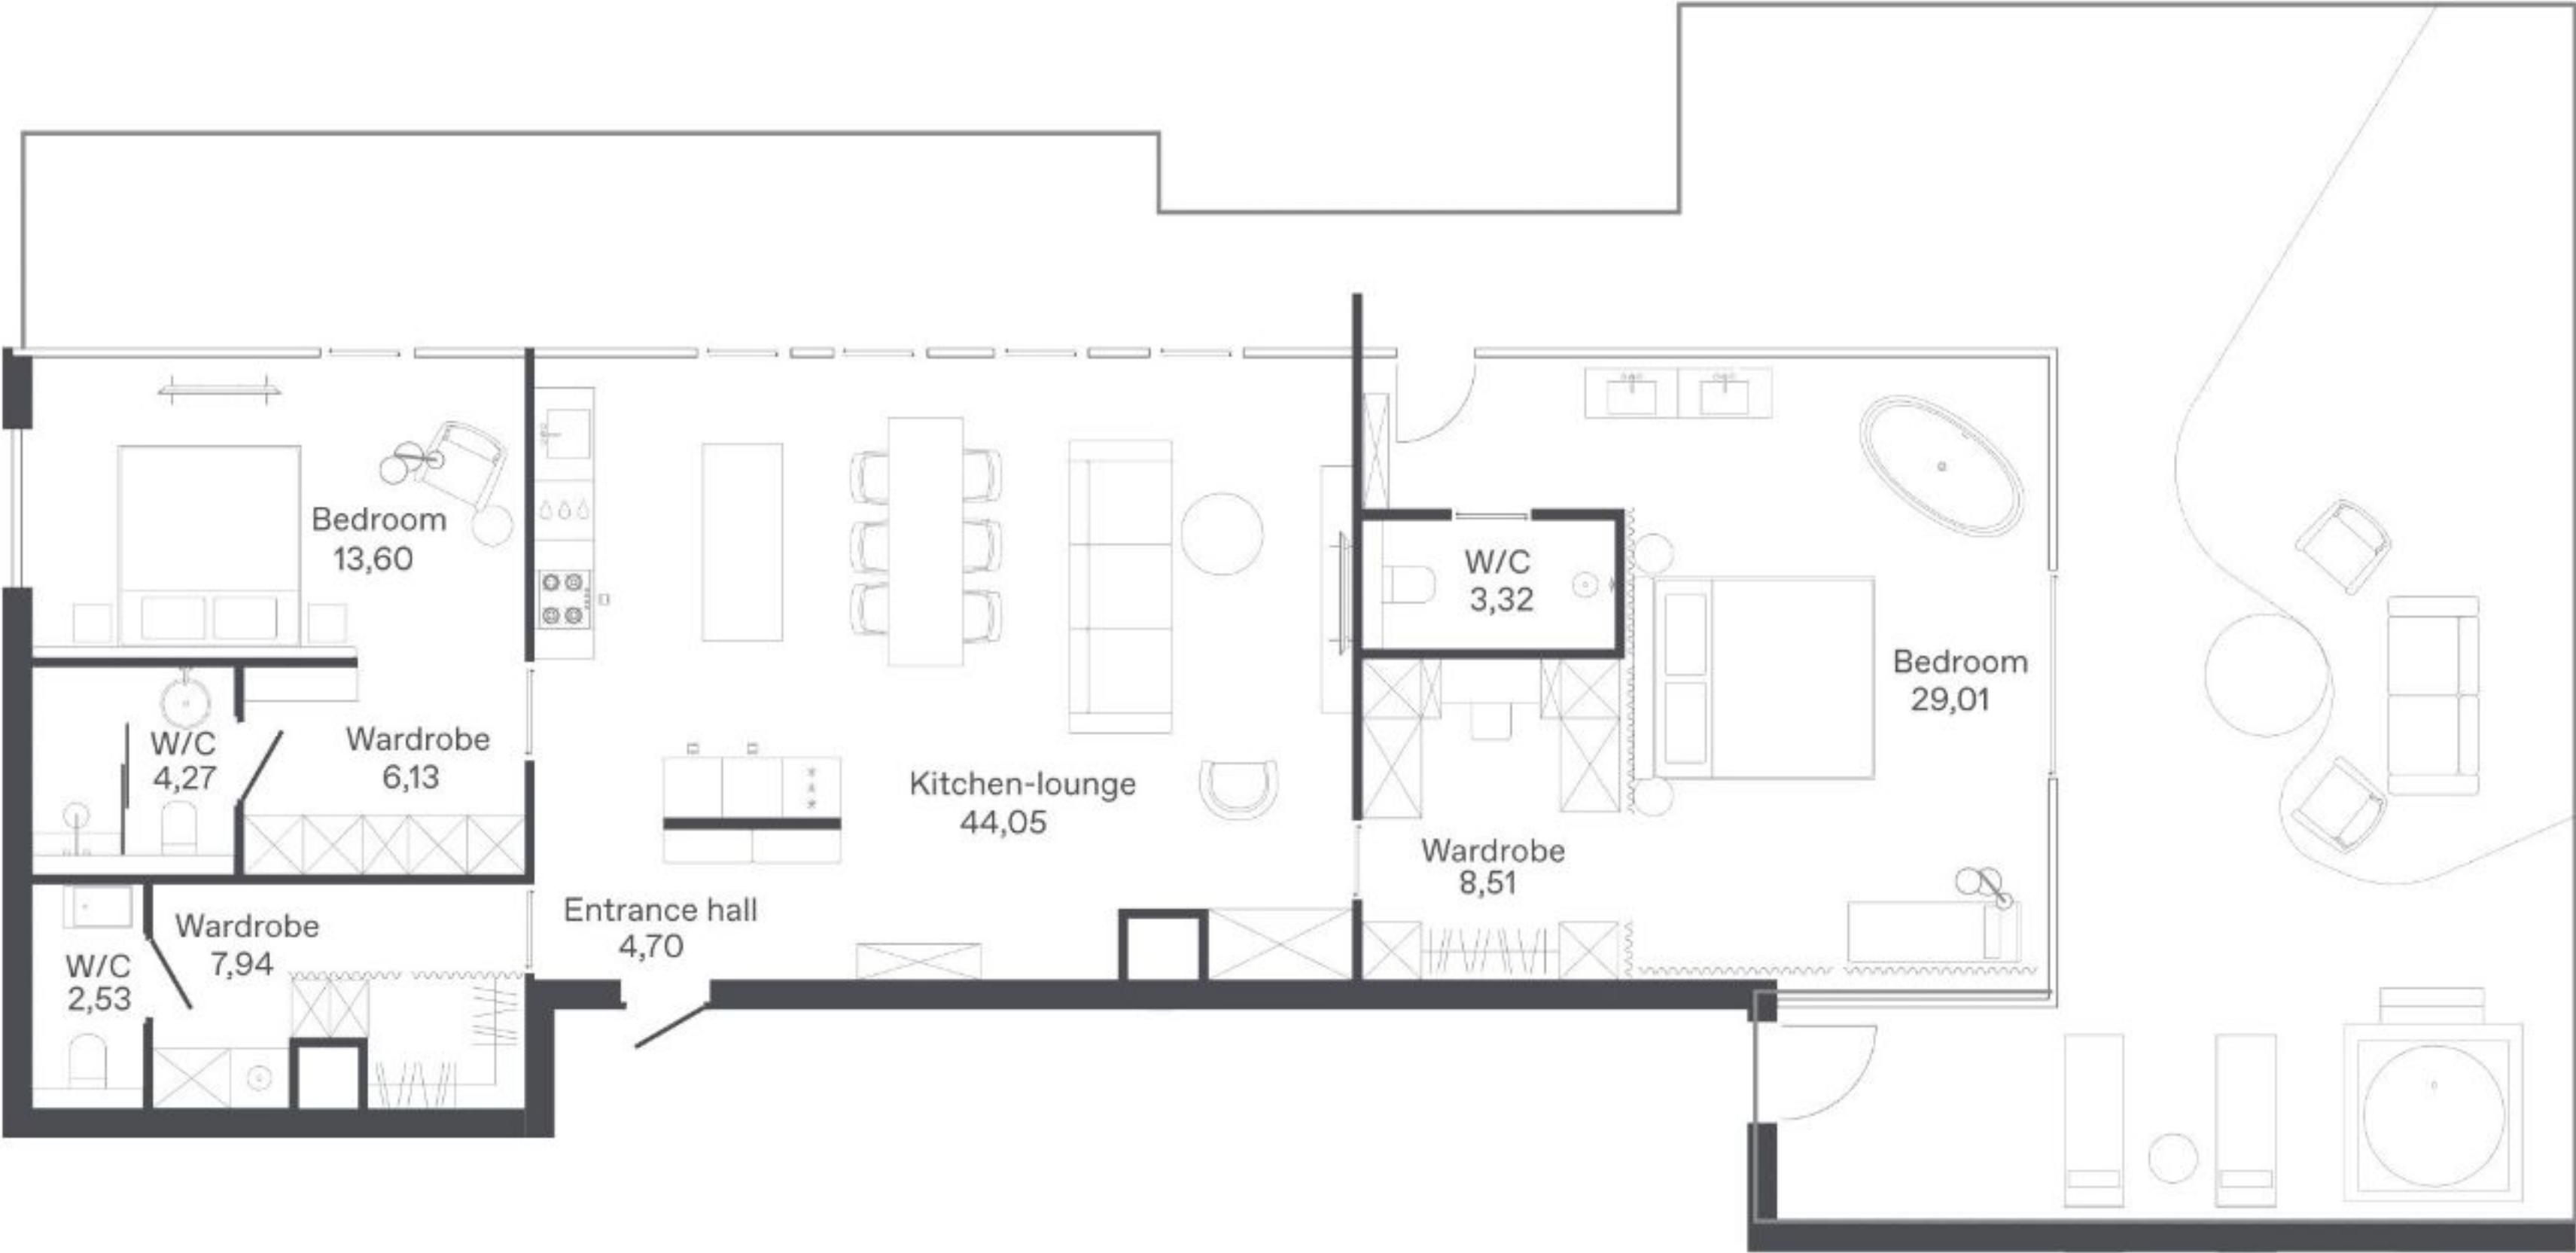 Bedroom
13,60
W/C
4,27
Wardrobe
6,13
W/C
2,53
Wardrobe
7,94
Entrance hall
4,70
Kitchen-lounge
44,05
W/C
3,32
Wardrobe
8,51
Bedroom
29,01